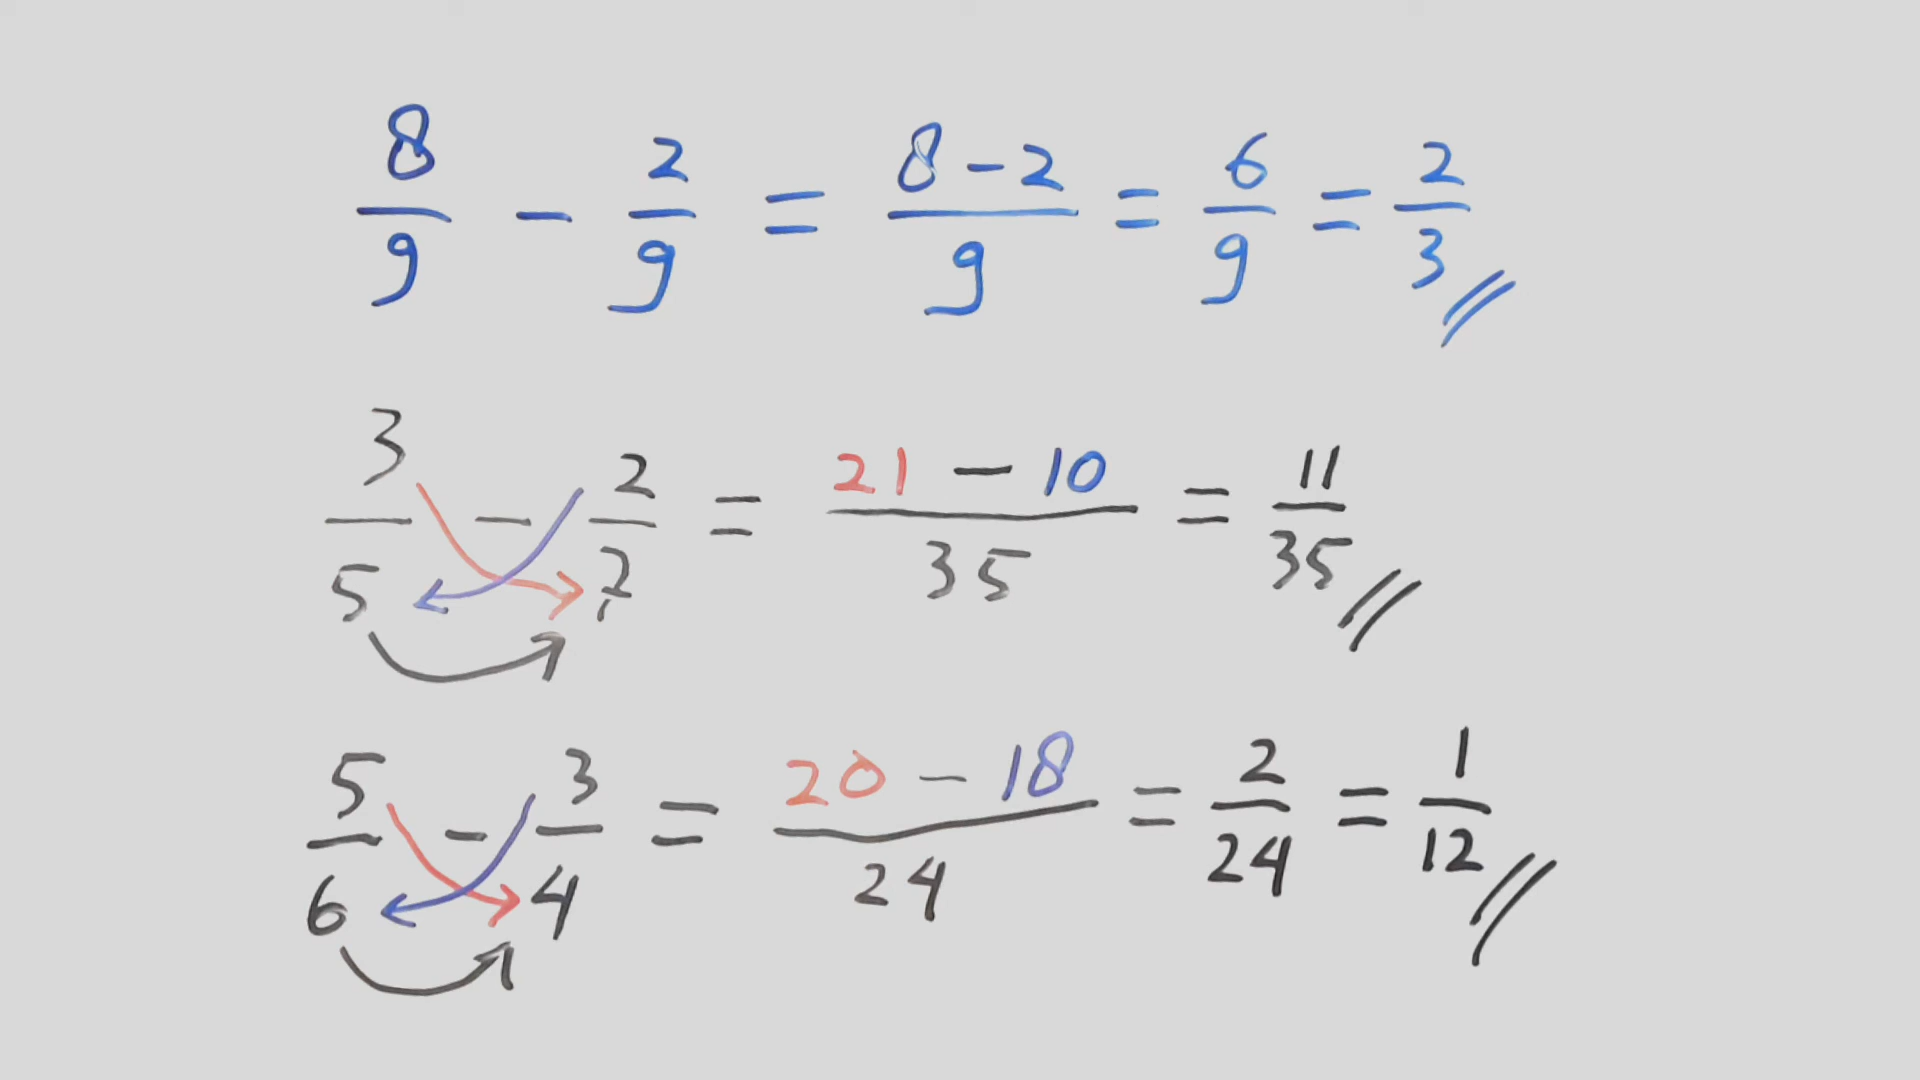 8/9 - 2/9 = 8-2/9 = 6/9 = 2/3 //
3/5 - 2/7 = 21 - 10/35 = 11/35 //
5/6 - 3/4 = 20 - 18/24 = 2/24 = 1/12 //